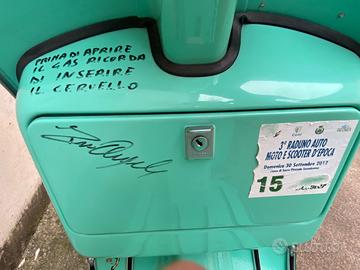 PRIMA DI APRIRE
IL GAS RICORDA
DI INSERIRE
IL CERVELLO
3° RADUNO AUTO
MOTO E SCOOTER D'EPOCA
Domenica 30 Settembre 2012
15
subito